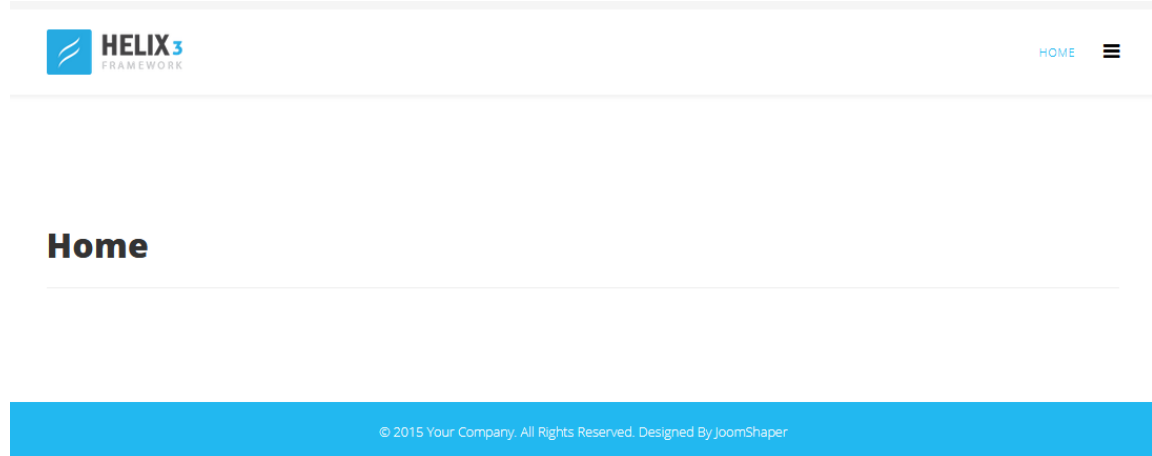 HELIX3
FRAMEWORK
HOME
Home
© 2015 Your Company. All Rights Reserved. Designed By JoomShaper